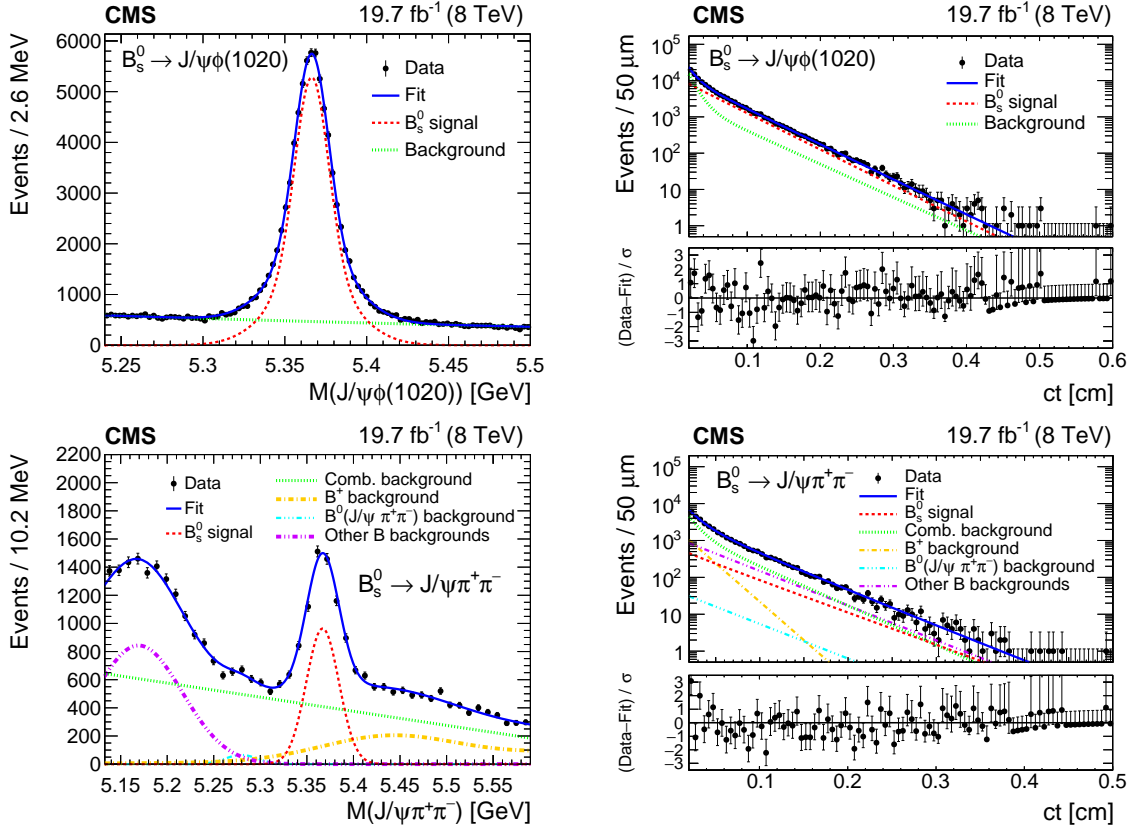 CMS 19.7 fb⁻¹ (8 TeV)
B⁰ₛ → J/ψϕ(1020)
Data
Fit
B⁰ₛ signal
Background
Events / 2.6 MeV
6000
5000
4000
3000
2000
1000
0
5.25 5.3 5.35 5.4 5.45 5.5
M(J/ψϕ(1020)) [GeV]
CMS 19.7 fb⁻¹ (8 TeV)
B⁰ₛ → J/ψϕ(1020)
Data
Fit
B⁰ₛ signal
Background
Events / 50 μm
10⁵
10⁴
10³
10²
10
1
(Data–Fit) / σ
3
2
1
0
−1
−2
−3
0.1 0.2 0.3 0.4 0.5 0.6
ct [cm]
CMS 19.7 fb⁻¹ (8 TeV)
Data
Fit
B⁰ₛ signal
Comb. background
B⁺ background
B⁰(J/ψ π⁺π⁻) background
Other B backgrounds
B⁰ₛ → J/ψπ⁺π⁻
Events / 10.2 MeV
2200
2000
1800
1600
1400
1200
1000
800
600
400
200
0
5.15 5.2 5.25 5.3 5.35 5.4 5.45 5.5 5.55
M(J/ψπ⁺π⁻) [GeV]
CMS 19.7 fb⁻¹ (8 TeV)
B⁰ₛ → J/ψπ⁺π⁻
Data
Fit
B⁰ₛ signal
Comb. background
B⁺ background
B⁰(J/ψ π⁺π⁻) background
Other B backgrounds
Events / 50 μm
10⁵
10⁴
10³
10²
10
1
(Data–Fit) / σ
3
2
1
0
−1
−2
−3
0.1 0.2 0.3 0.4 0.5
ct [cm]